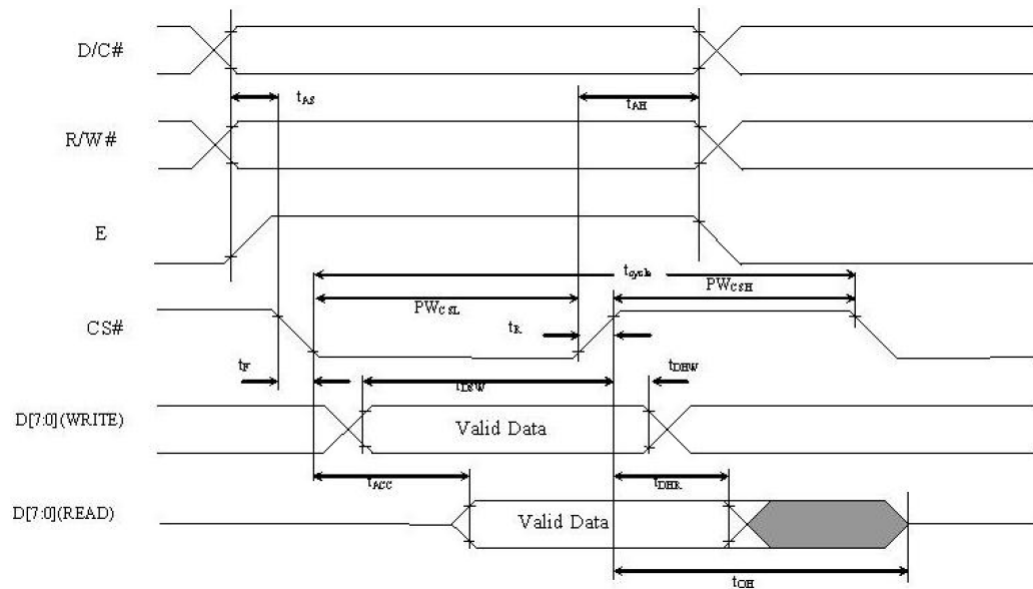 D/C#
tAS
tAH
R/W#
E
tcycle
PWCSL
PWCSH
CS#
tR
tF
tDSW
tDHW
D[7:0](WRITE)
Valid Data
tACC
tDHR
D[7:0](READ)
Valid Data
tOH